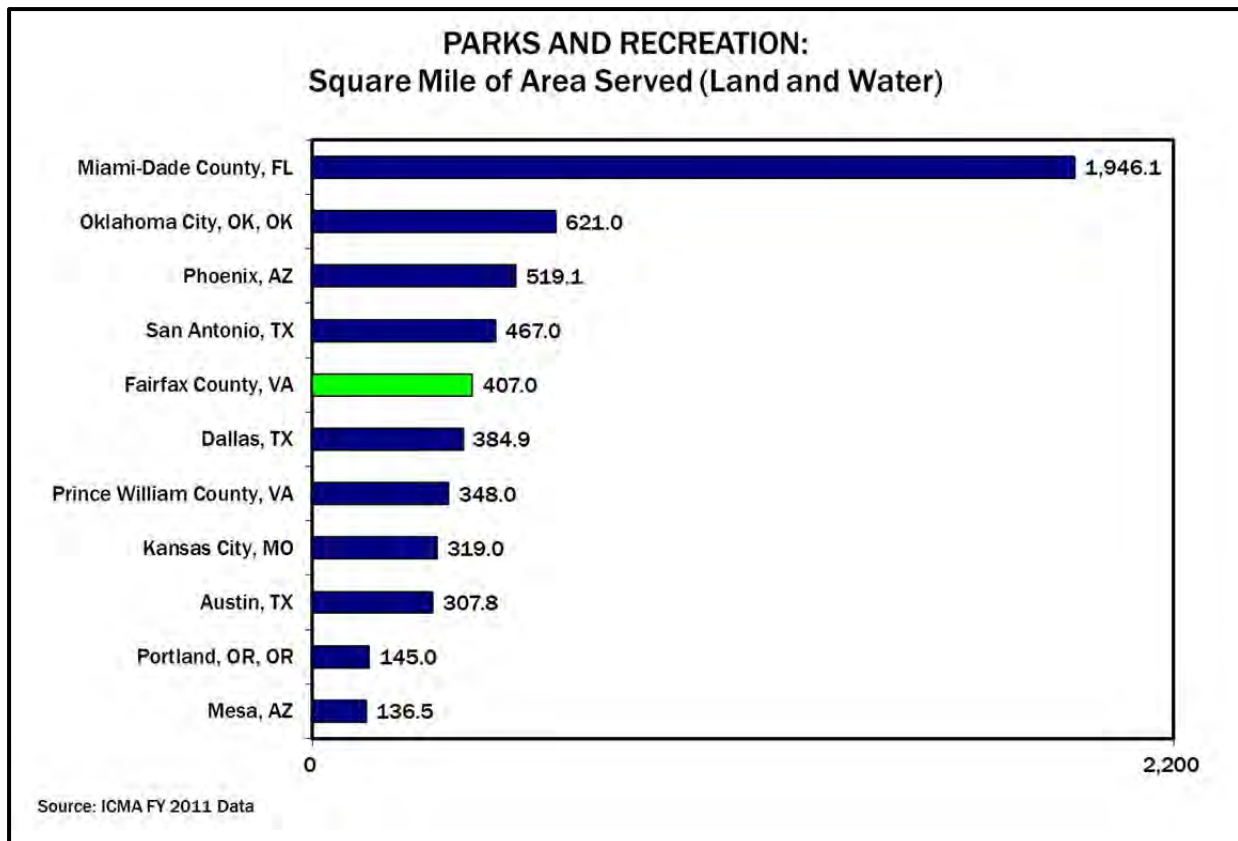 PARKS AND RECREATION:
Square Mile of Area Served (Land and Water)
Miami-Dade County, FL 1,946.1
Oklahoma City, OK, OK 621.0
Phoenix, AZ 519.1
San Antonio, TX 467.0
Fairfax County, VA 407.0
Dallas, TX 384.9
Prince William County, VA 348.0
Kansas City, MO 319.0
Austin, TX 307.8
Portland, OR, OR 145.0
Mesa, AZ 136.5
0 2,200
Source: ICMA FY 2011 Data